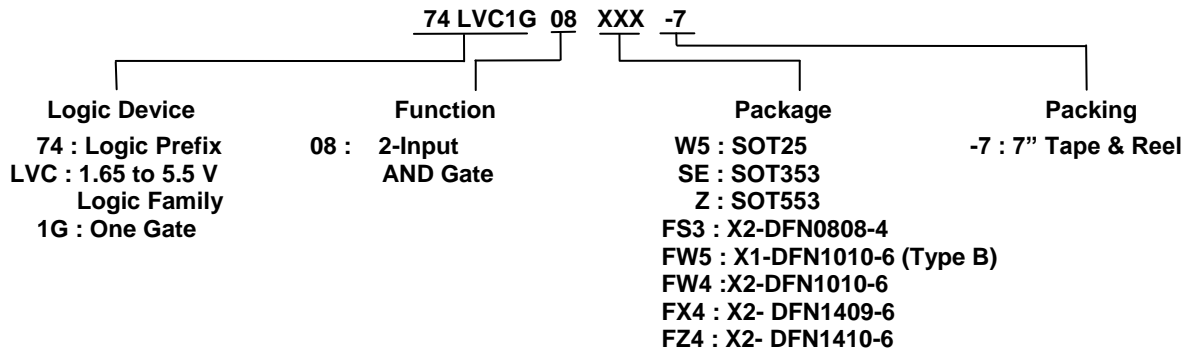 74 LVC1G 08 XXX -7
Logic Device Function Package Packing
74 : Logic Prefix 08 : 2-Input W5 : SOT25 -7 : 7” Tape & Reel
LVC : 1.65 to 5.5 V AND Gate SE : SOT353
Logic Family Z : SOT553
1G : One Gate FS3 : X2-DFN0808-4
FW5 : X1-DFN1010-6 (Type B)
FW4 :X2-DFN1010-6
FX4 : X2- DFN1409-6
FZ4 : X2- DFN1410-6